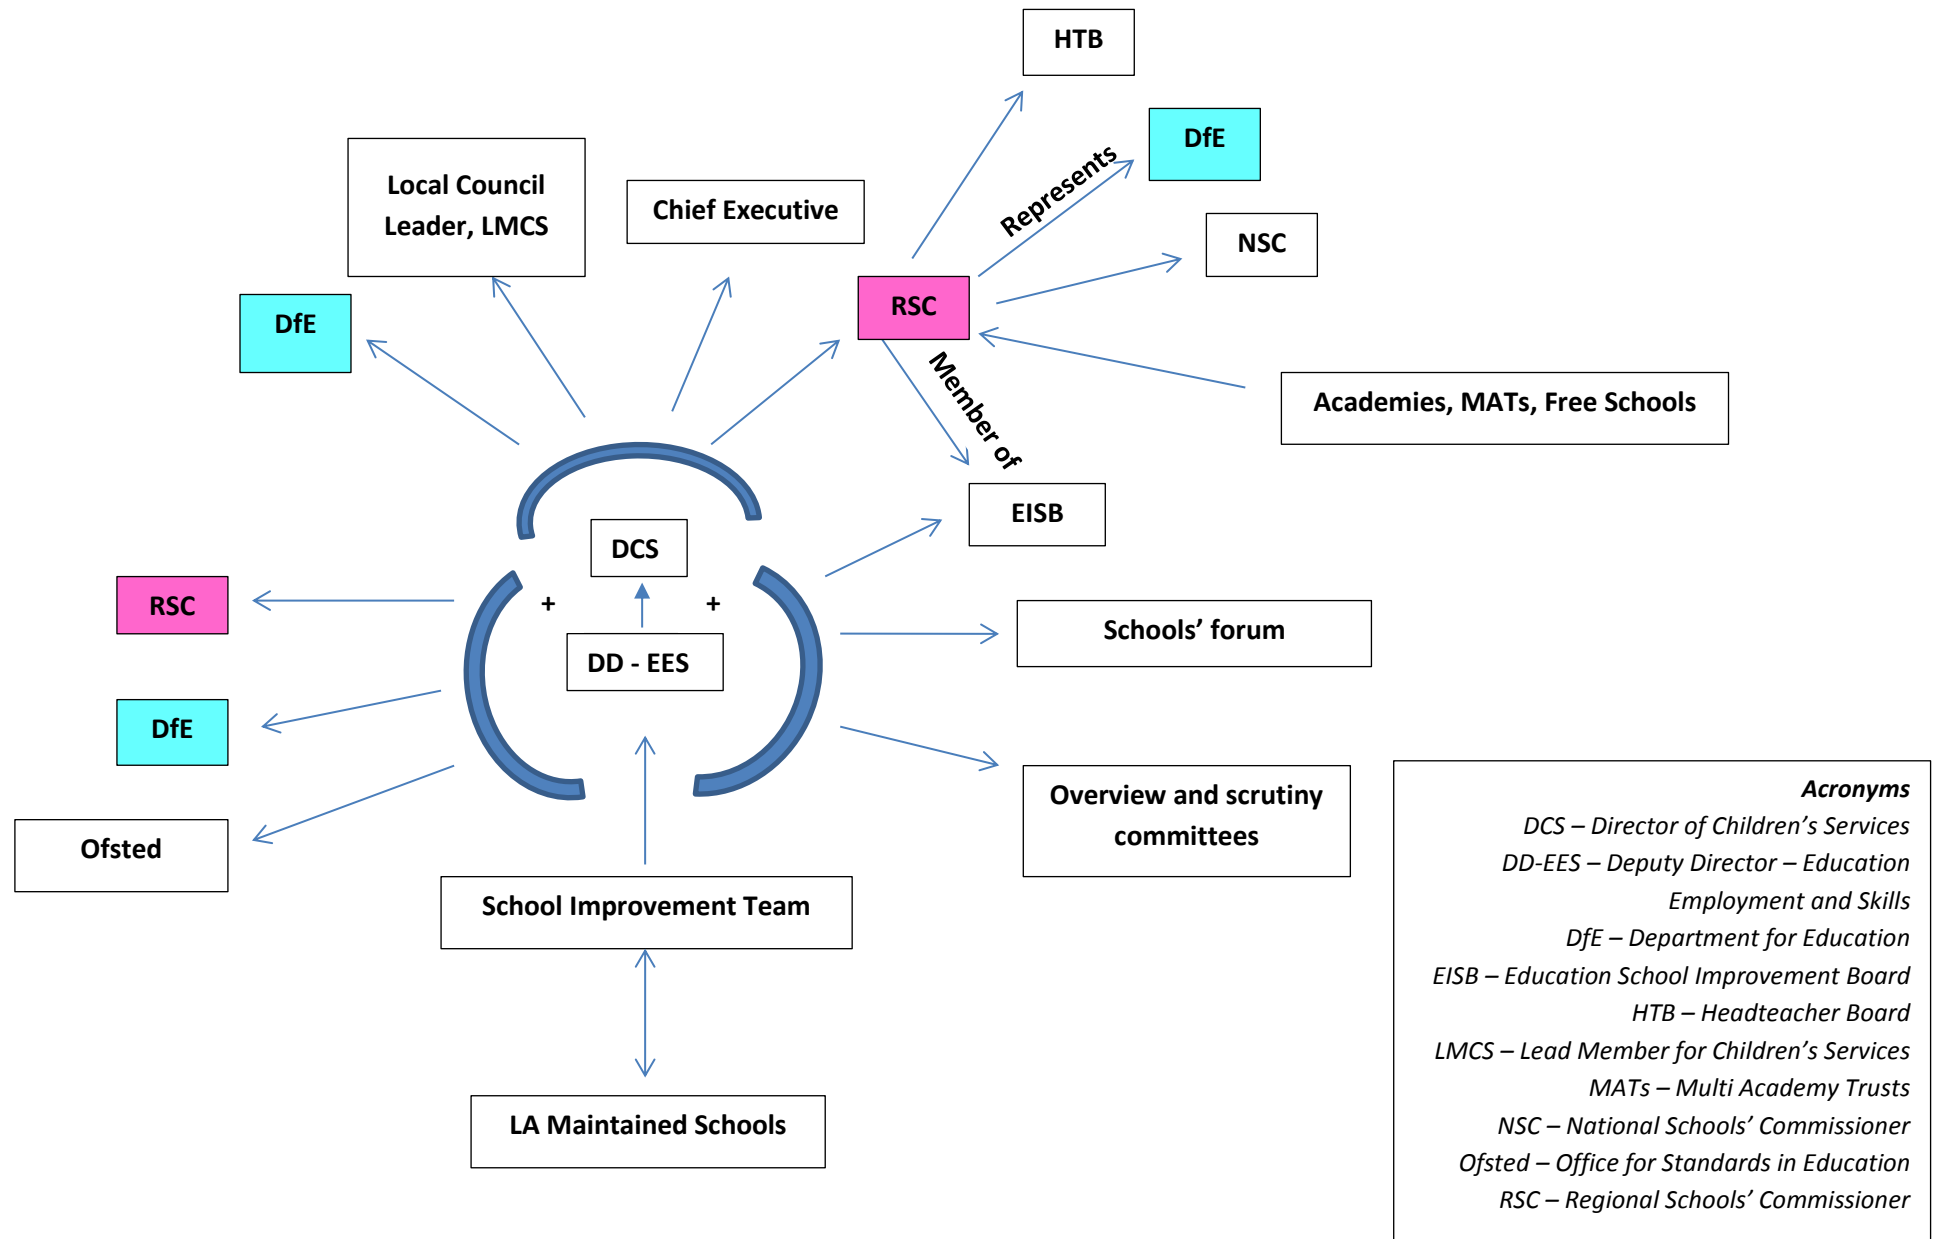 HTB
DfE
Represents
Local Council
Leader, LMCS
Chief Executive
NSC
RSC
DfE
Member of
Academies, MATs, Free Schools
EISB
DCS
RSC
+
+
Schools’ forum
DD - EES
DfE
Overview and scrutiny
committees
Ofsted
School Improvement Team
LA Maintained Schools
Acronyms
DCS – Director of Children’s Services
DD-EES – Deputy Director – Education
Employment and Skills
DfE – Department for Education
EISB – Education School Improvement Board
HTB – Headteacher Board
LMCS – Lead Member for Children’s Services
MATs – Multi Academy Trusts
NSC – National Schools’ Commissioner
Ofsted – Office for Standards in Education
RSC – Regional Schools’ Commissioner